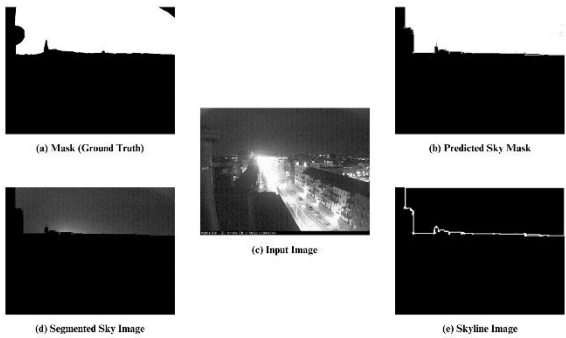 (a) Mask (Ground Truth)
(b) Predicted Sky Mask
(c) Input Image
(d) Segmented Sky Image
(e) Skyline Image